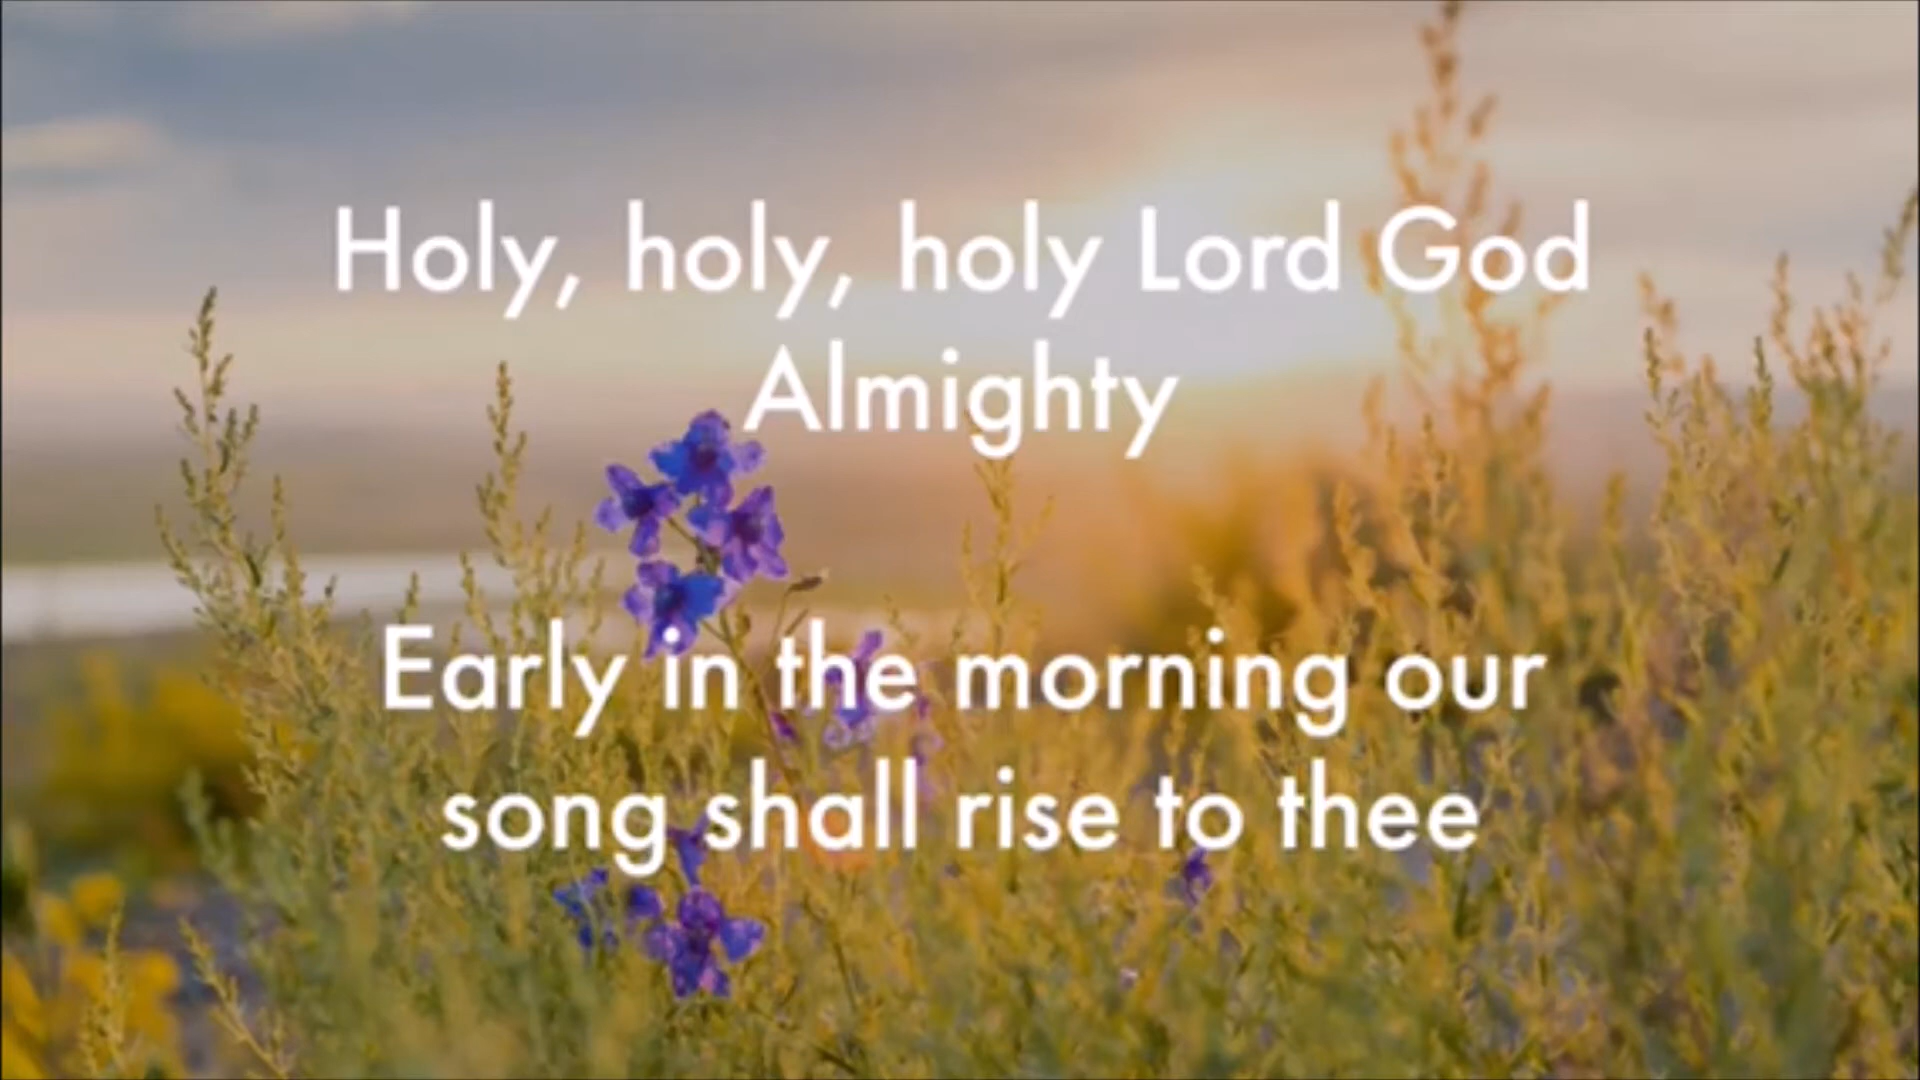 Holy, holy, holy Lord God
Almighty
Early in the morning our
song shall rise to thee